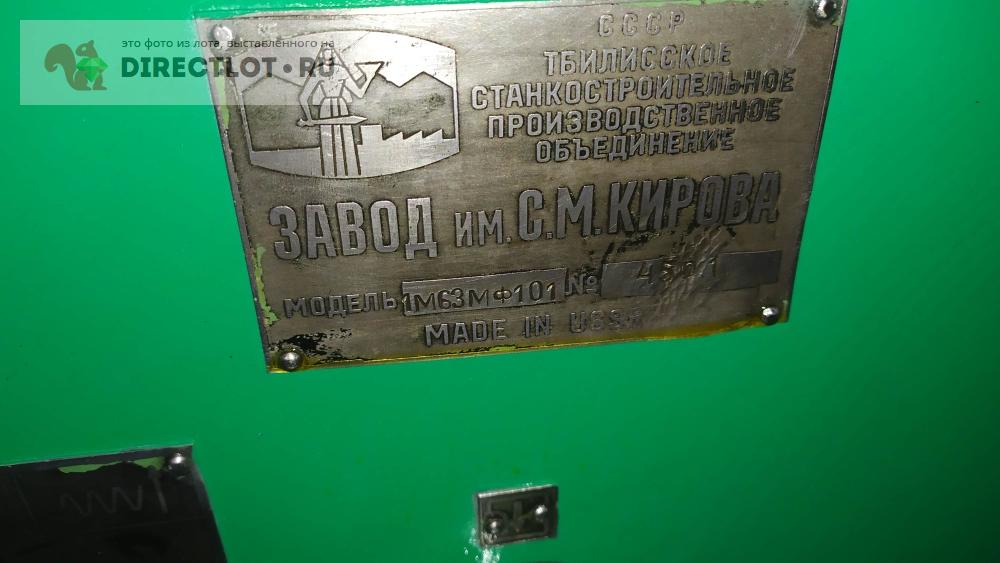 это фото из лота, выставлённого на
DIRECTLOT.RU
СССР
ТБИЛИССКОЕ
СТАНКОСТРОИТЕЛЬНОЕ
ПРОИЗВОДСТВЕННОЕ
ОБЪЕДИНЕНИЕ
ЗАВОД ИМ. С.М.КИРОВА
МОДЕЛЬ 1М63МФ101 №
MADE IN USSR